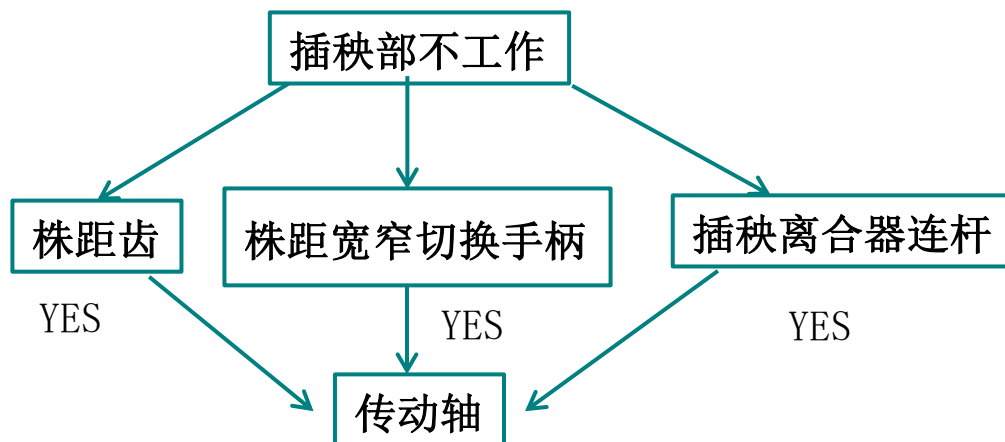 插秧部不工作
株距齿
株距宽窄切换手柄
插秧离合器连杆
YES
YES
YES
传动轴